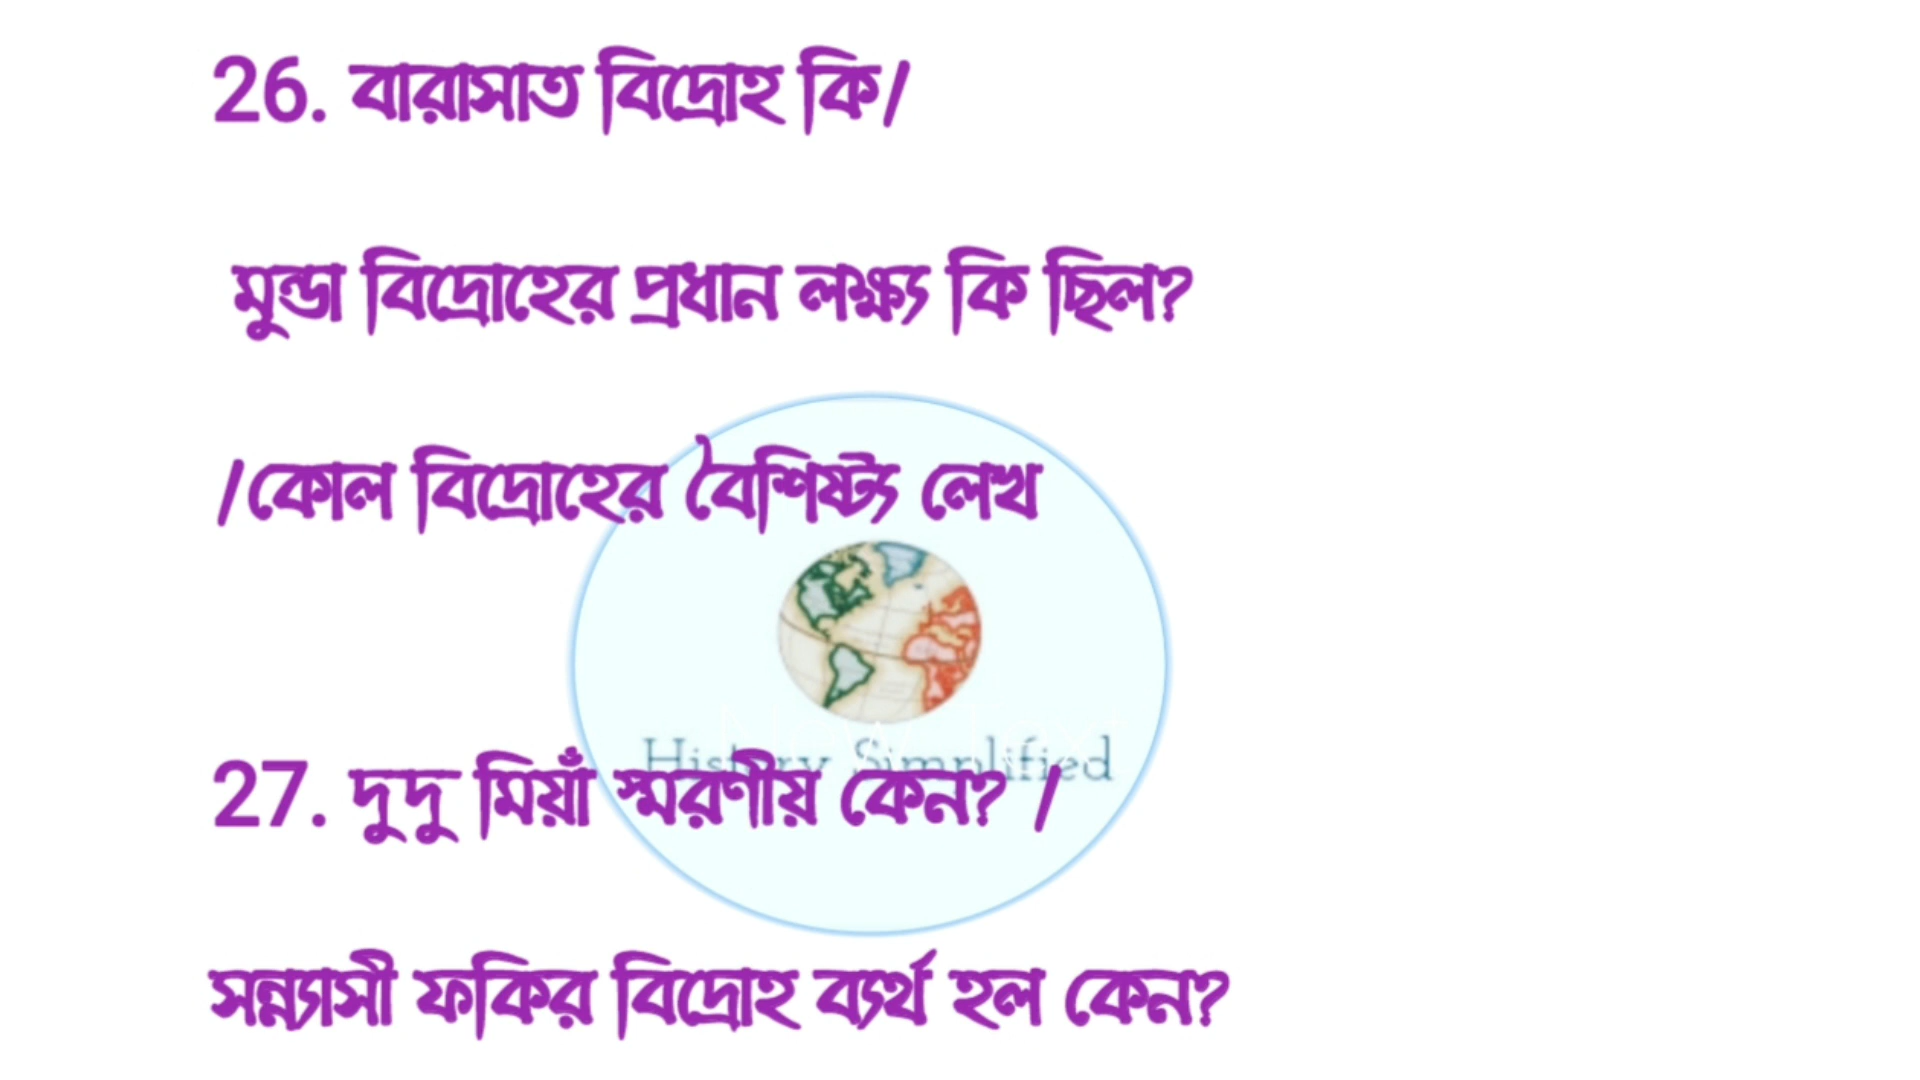 26. বারাসাত বিদ্রোহ কি/
মুন্ডা বিদ্রোহের প্রধান লক্ষ্য কি ছিল?
/কোল বিদ্রোহের বৈশিষ্ট্য লেখ
History Simplified
27. দুদু মিয়াঁ স্মরণীয় কেন? /
সন্ন্যাসী ফকির বিদ্রোহ ব্যর্থ হল কেন?